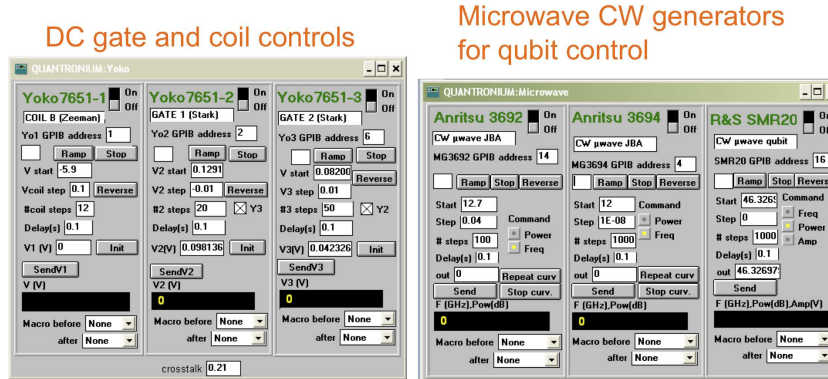 DC gate and coil controls
Microwave CW generators
for qubit control
QUANTRONIUM:Yoko
Yoko7651-1 On
Off
COIL B (Zeeman)
Yo1 GPIB address 1
Ramp Stop
V start -5.9
Vcoil step 0.1 Reverse
#coil steps 12
Delay(s) 0.1
V1 (V) 0 Init
SendV1
V (V)
Macro before None
after None
Yoko7651-2 On
Off
GATE 1 (Stark)
Yo2 GPIB address 2
Ramp Stop
V2 start 0.1291
V2 step -0.01 Reverse
#2 steps 20 Y3
Delay(s) 0.1
V2(V) 0.098136 Init
SendV2
V2 (V)
0
Macro before None
after None
Yoko7651-3 On
Off
GATE 2 (Stark)
Yo3 GPIB address 6
Ramp Stop
V start 0.08200 Reverse
V3 step 0.01
#3 steps 50 Y2
Delay(s) 0.1
V3(V) 0.042326 Init
SendV3
V3 (V)
0
Macro before None
after None
crosstalk 0.21
QUANTRONIUM:Microwave
Anritsu 3692 On
Off
CW µwave JBA
MG3692 GPIB address 14
Ramp Stop Reverse
Start 12.7
Step 0.04 Command
# steps 100 Power
Freq
Delay(s) 0.1
out 0 Repeat curv
Send Stop curv.
F (GHz),Pow(dB)
0
Macro before None
after None
Anritsu 3694 On
Off
CW µwave JBA
MG3694 GPIB address 4
Ramp Stop Reverse
Start 12 Command
Step 1E-08 Power
# steps 1000 Freq
Delay(s) 0.1
out 0 Repeat curv
Send Stop curv.
F (GHz),Pow(dB)
0
Macro before None
after None
R&S SMR20 On
Off
CW µwave qubit
SMR20 GPIB address 16
Ramp Stop Reverse
Start 46.326 Command
Step 0 Freq
Power
# steps 1000 Amp
Delay(s) 0.1
out 46.32697
Send
F (GHz),Pow(dB),Amp(V)
Macro before None
after None